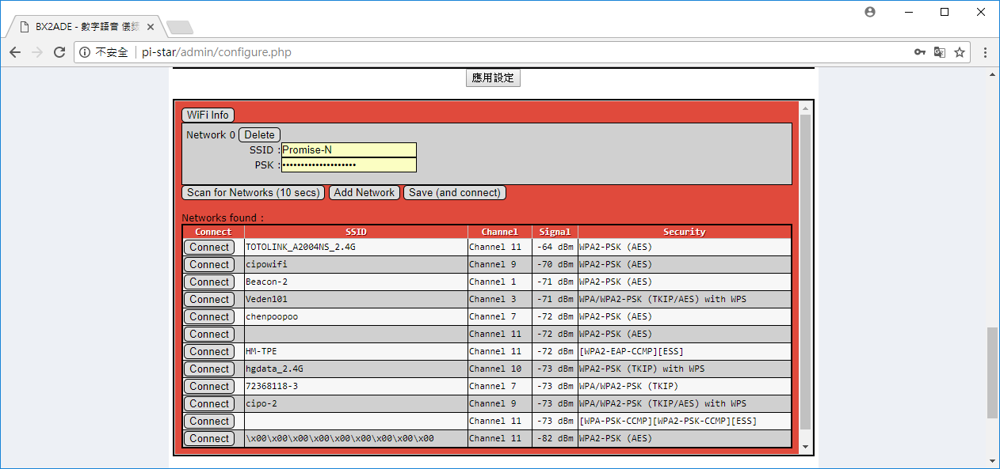 BX2ADE - 數字語音 儀錶
不安全 | pi-star/admin/configure.php
應用設定
WiFi Info
Network 0 Delete
SSID : Promise-N
PSK : ••••••••••••••••••••
Scan for Networks (10 secs) Add Network Save (and connect)
Networks found :
Connect SSID Channel Signal Security
Connect TOTOLINK_A2004NS_2.4G Channel 11 -64 dBm WPA2-PSK (AES)
Connect cipowifi Channel 9 -70 dBm WPA2-PSK (AES)
Connect Beacon-2 Channel 1 -71 dBm WPA2-PSK (AES)
Connect Veden101 Channel 3 -71 dBm WPA/WPA2-PSK (TKIP/AES) with WPS
Connect chenpoopoo Channel 7 -72 dBm WPA2-PSK (AES)
Connect Channel 11 -72 dBm WPA2-PSK (AES)
Connect HM-TPE Channel 11 -72 dBm [WPA2-EAP-CCMP][ESS]
Connect hgdata_2.4G Channel 10 -73 dBm WPA2-PSK (TKIP) with WPS
Connect 72368118-3 Channel 7 -73 dBm WPA/WPA2-PSK (TKIP)
Connect cipo-2 Channel 9 -73 dBm WPA/WPA2-PSK (TKIP/AES) with WPS
Connect Channel 11 -73 dBm [WPA-PSK-CCMP][WPA2-PSK-CCMP][ESS]
Connect \x00\x00\x00\x00\x00\x00\x00\x00\x00 Channel 11 -82 dBm WPA2-PSK (AES)